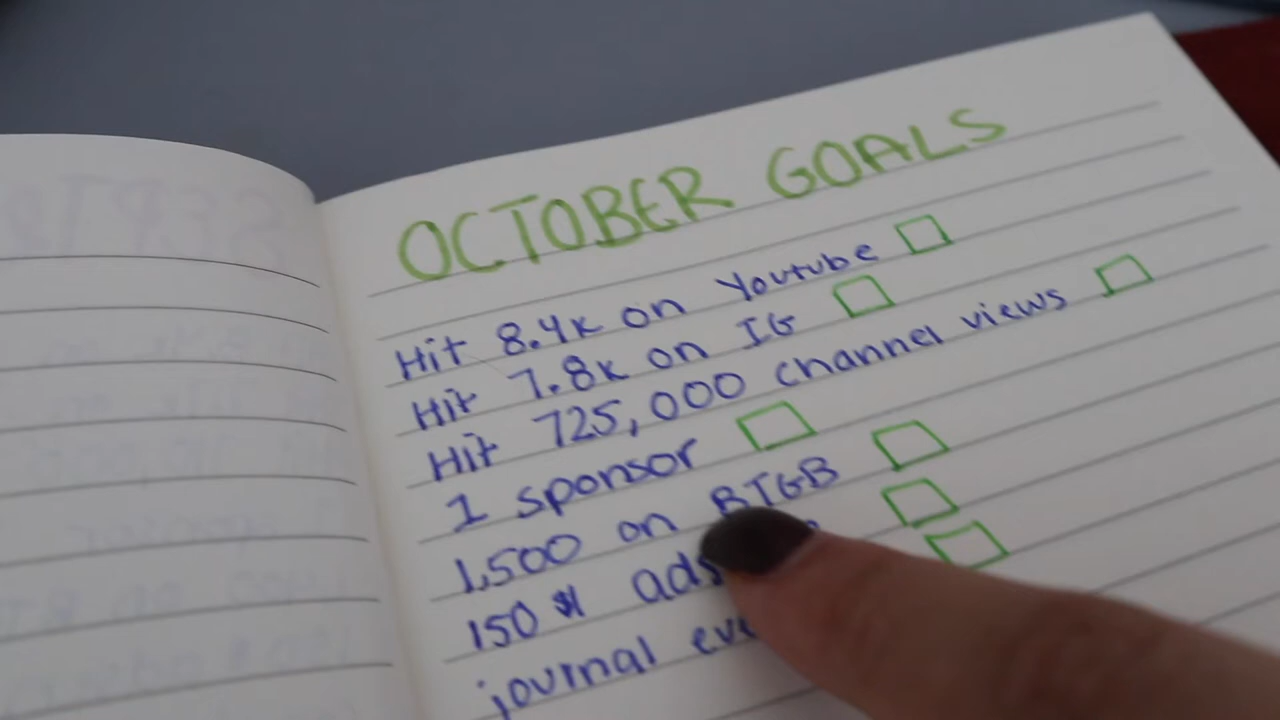 OCTOBER GOALS
Hit 8.4k on Youtube
Hit 7.8k on IG
Hit 725,000 channel views
1 sponsor
1,500 on BTGB
150 $
journal